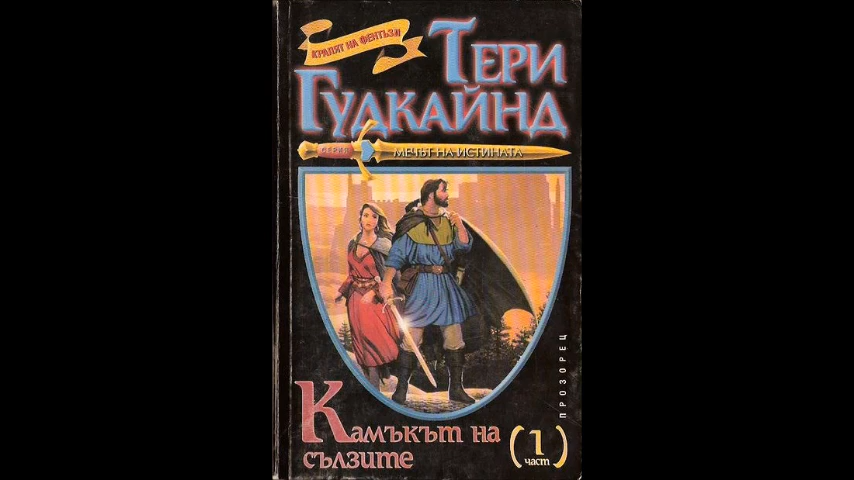 КРАЛЯТ НА ФЕНТЪЗИ
ТЕРИ
ГУДКАЙНД
СЕРИЯ МЕЧЪТ НА ИСТИНАТА
ПРОЗОРЕЦ
Камъкът на
сълзите
(1
част)